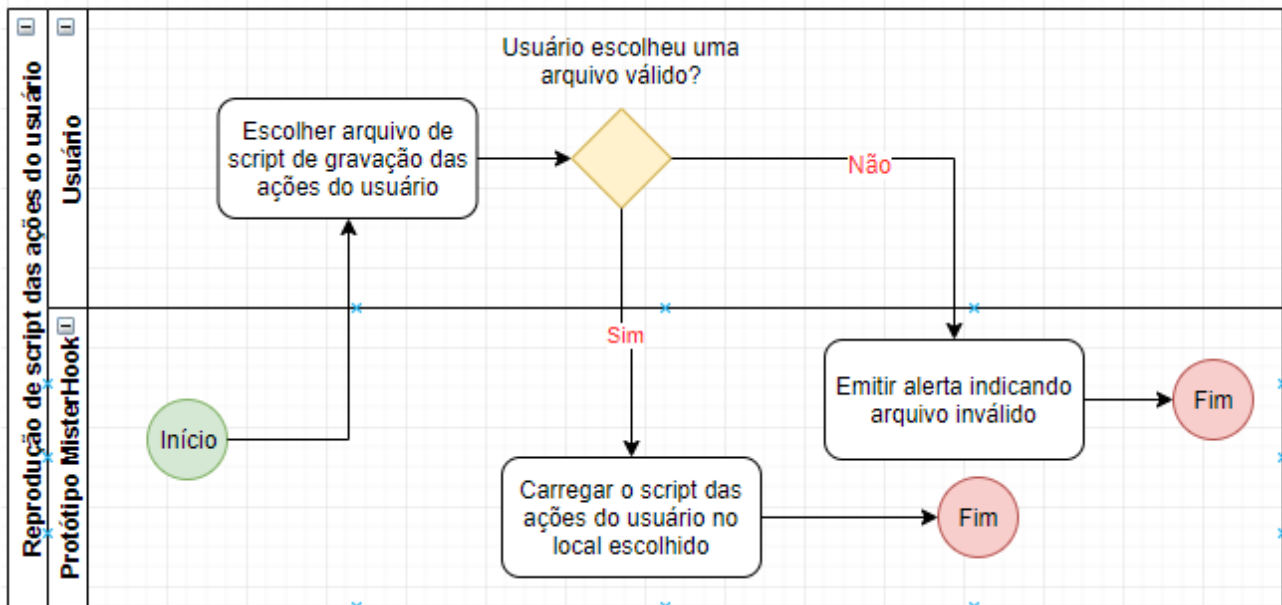 Reprodução de script das ações do usuário
Usuário
Usuário escolheu uma
arquivo válido?
Escolher arquivo de
script de gravação das
ações do usuário
Não
Protótipo MisterHook
Sim
Início
Emitir alerta indicando
arquivo inválido
Fim
Carregar o script das
ações do usuário no
local escolhido
Fim